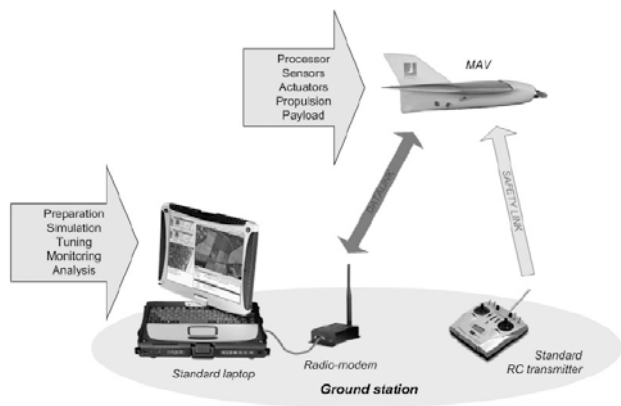 Processor
Sensors
Actuators
Propulsion
Payload
MAV
DATALINK
SAFETY LINK
Preparation
Simulation
Tuning
Monitoring
Analysis
Standard laptop
Radio-modem
Standard
RC transmitter
Ground station